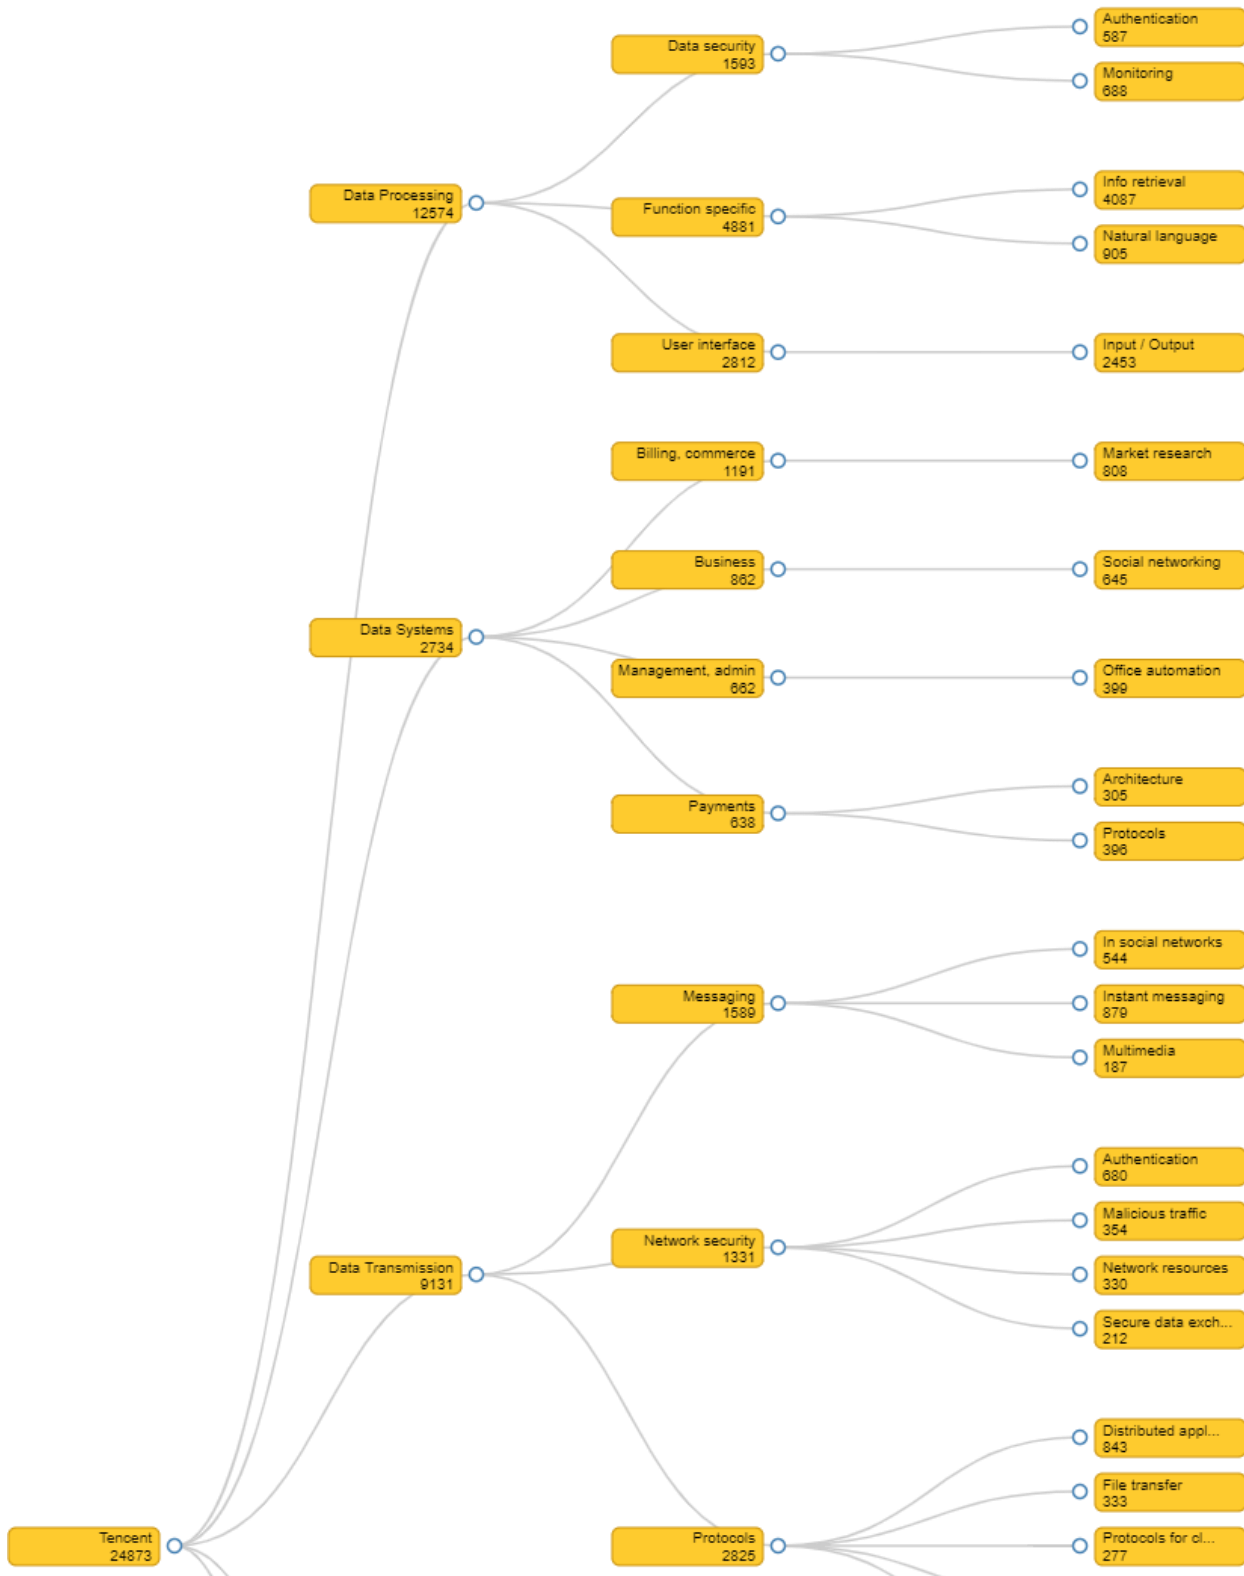 Authentication
587
Data security
1593
Monitoring
688
Data Processing
12574
Info retrieval
4087
Function specific
4881
Natural language
905
User interface
2812
Input / Output
2453
Billing, commerce
1191
Market research
808
Business
862
Social networking
645
Data Systems
2734
Management, admin
662
Office automation
399
Payments
638
Architecture
305
Protocols
396
In social networks
544
Messaging
1589
Instant messaging
879
Multimedia
187
Authentication
680
Malicious traffic
354
Network security
1331
Data Transmission
9131
Network resources
330
Secure data exch...
212
Distributed appl...
843
File transfer
333
Tencent
24873
Protocols
2825
Protocols for cl...
277